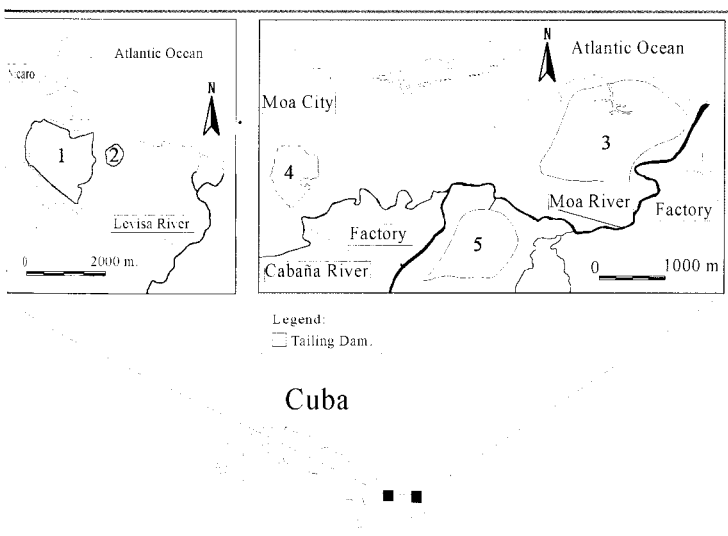 Atlantic Ocean
N
1
2
Levisa River
0 2000 m.
N
Atlantic Ocean
Moa City
3
4
Moa River
Factory
Factory
5
Cabaña River
0 1000 m
Legend:
Tailing Dam.
Cuba